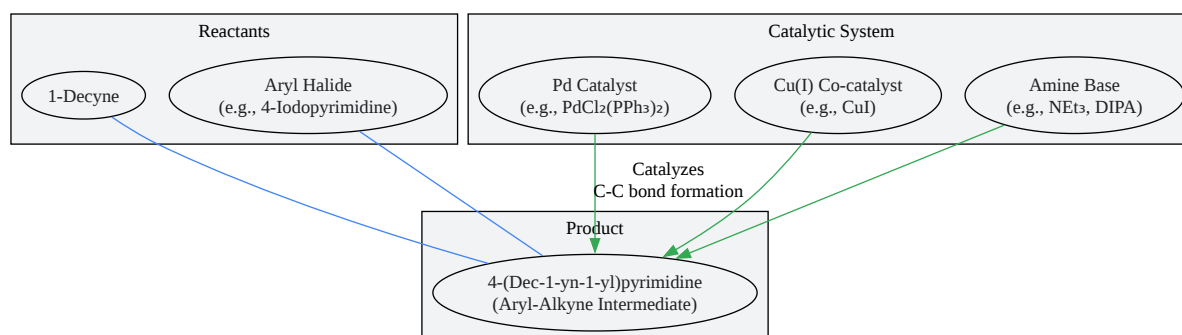 Reactants
Catalytic System
1-Decyne
Aryl Halide
(e.g., 4-Iodopyrimidine)
Pd Catalyst
(e.g., PdCl₂(PPh₃)₂)
Cu(I) Co-catalyst
(e.g., CuI)
Amine Base
(e.g., NEt₃, DIPA)
Catalyzes
C-C bond formation
Product
4-(Dec-1-yn-1-yl)pyrimidine
(Aryl-Alkyne Intermediate)